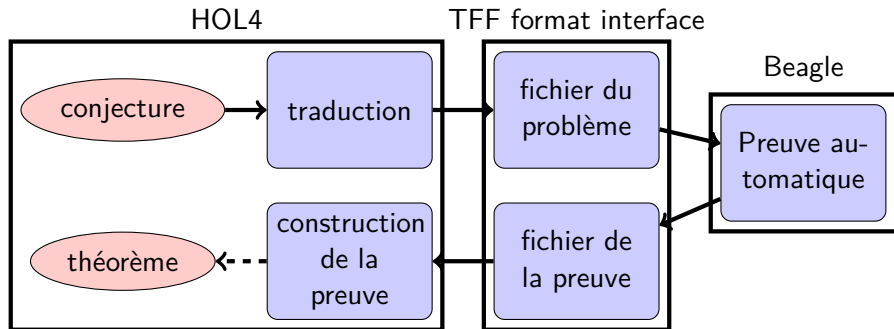 HOL4
TFF format interface
Beagle
conjecture
traduction
fichier du
problème
Preuve au-
tomatique
théorème
construction
de la
preuve
fichier de
la preuve